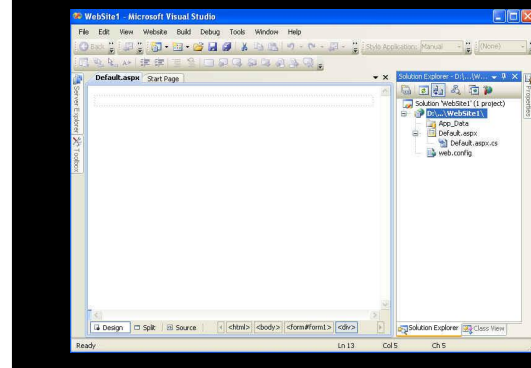 WebSite1 - Microsoft Visual Studio
File Edit View Website Build Debug Tools Window Help
Back Style Application: Manual (None)
Default.aspx Start Page
Solution Explorer - D:\...\W...
Server Explorer
Toolbox
Properties
Solution 'WebSite1' (1 project)
D:\...\WebSite1\
App_Data
Default.aspx
Default.aspx.cs
web.config
Design Split Source <html> <body> <form#form1> <div>
Solution Explorer Class View
Ready Ln 13 Col 5 Ch 5